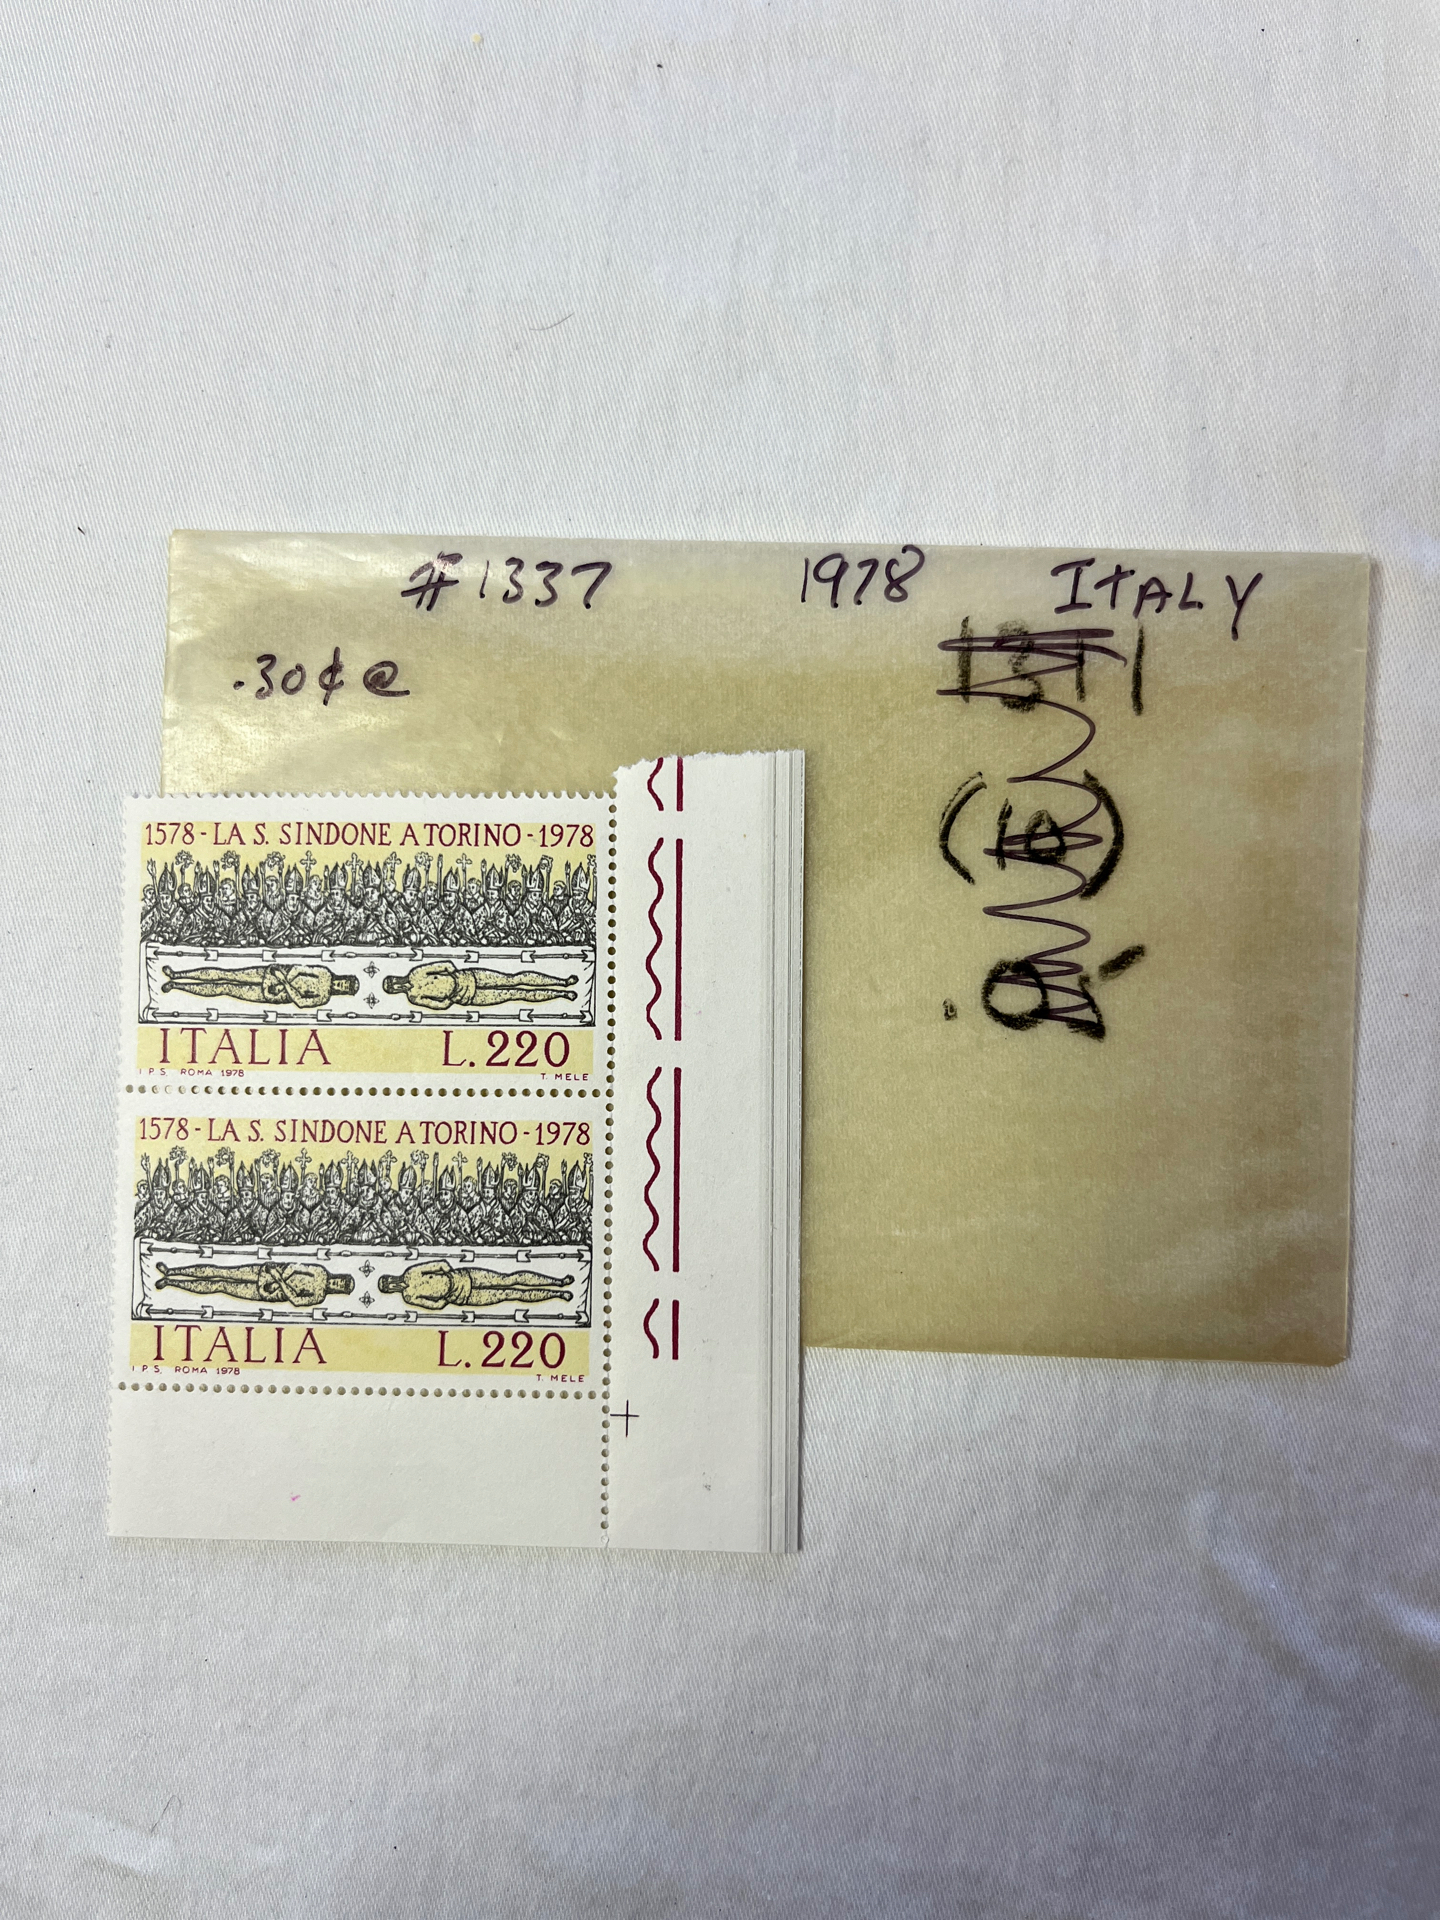 #1337 1978 ITALY
.30¢ @
1578 - LA S. SINDONE A TORINO - 1978
ITALIA L. 220
I.P.S. ROMA 1978 T. MELE
1578 - LA S. SINDONE A TORINO - 1978
ITALIA L. 220
I.P.S. ROMA 1978 T. MELE